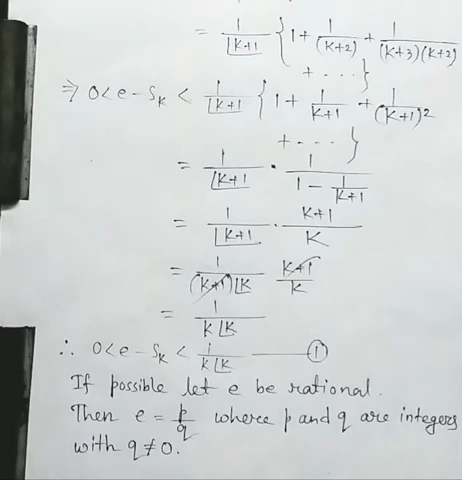 = 1/⌊K+1 {1 + 1/(K+2) + 1/(K+3)(K+2)
+ ....}
⇒ 0 < e - S_K < 1/⌊K+1 {1 + 1/K+1 + 1/(K+1)²
+ ....}
= 1/⌊K+1 · 1/(1 - 1/K+1)
= 1/⌊K+1 · K+1/K
= 1/(K+1)⌊K K+1/K
= 1/K⌊K
∴ 0 < e - S_K < 1/K⌊K —— ①
If possible let e be rational.
Then e = p/q where p and q are integers
with q ≠ 0.